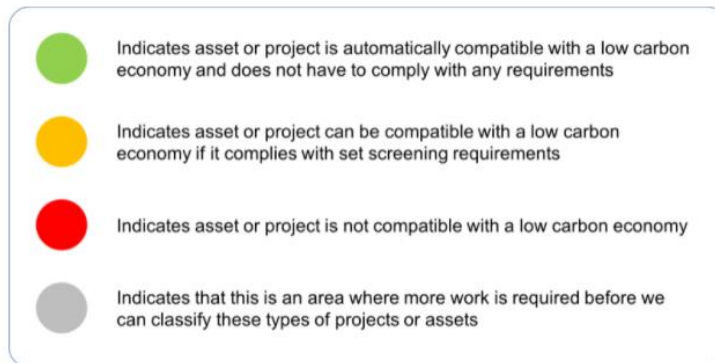 Indicates asset or project is automatically compatible with a low carbon
economy and does not have to comply with any requirements
Indicates asset or project can be compatible with a low carbon
economy if it complies with set screening requirements
Indicates asset or project is not compatible with a low carbon economy
Indicates that this is an area where more work is required before we
can classify these types of projects or assets